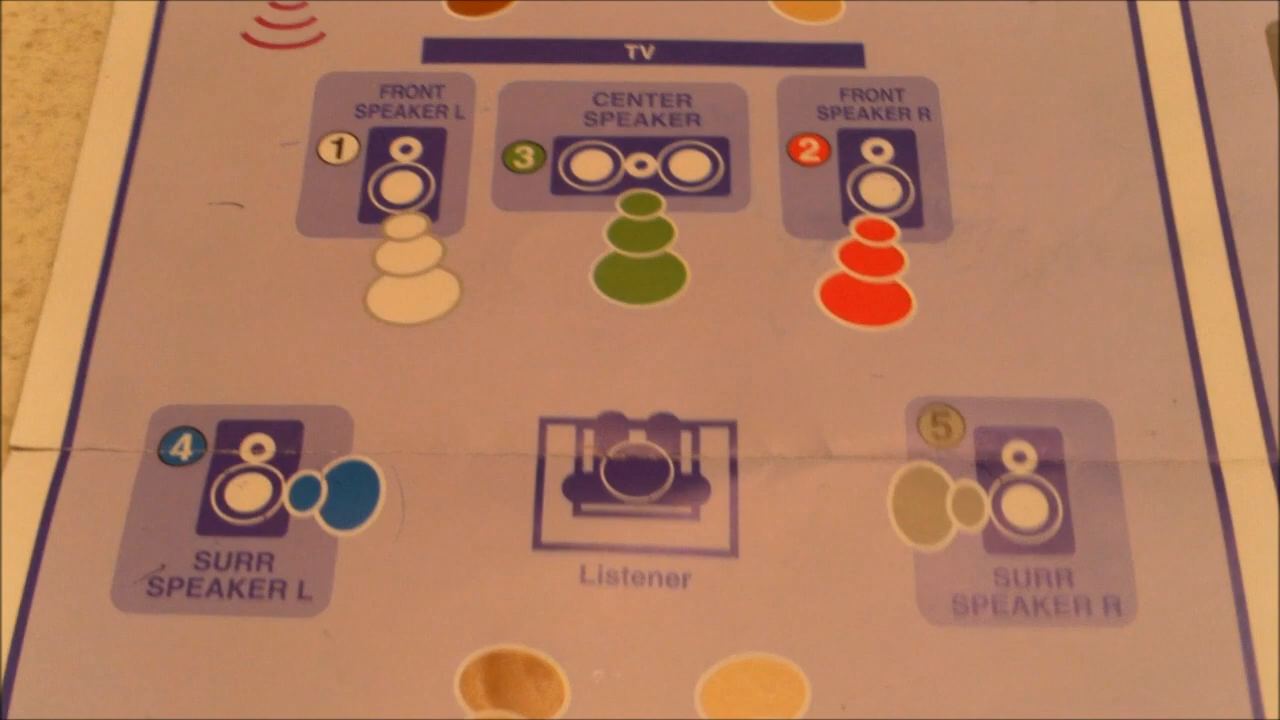 TV
FRONT
SPEAKER L
1
CENTER
SPEAKER
3
FRONT
SPEAKER R
2
4
SURR
SPEAKER L
Listener
5
SURR
SPEAKER R